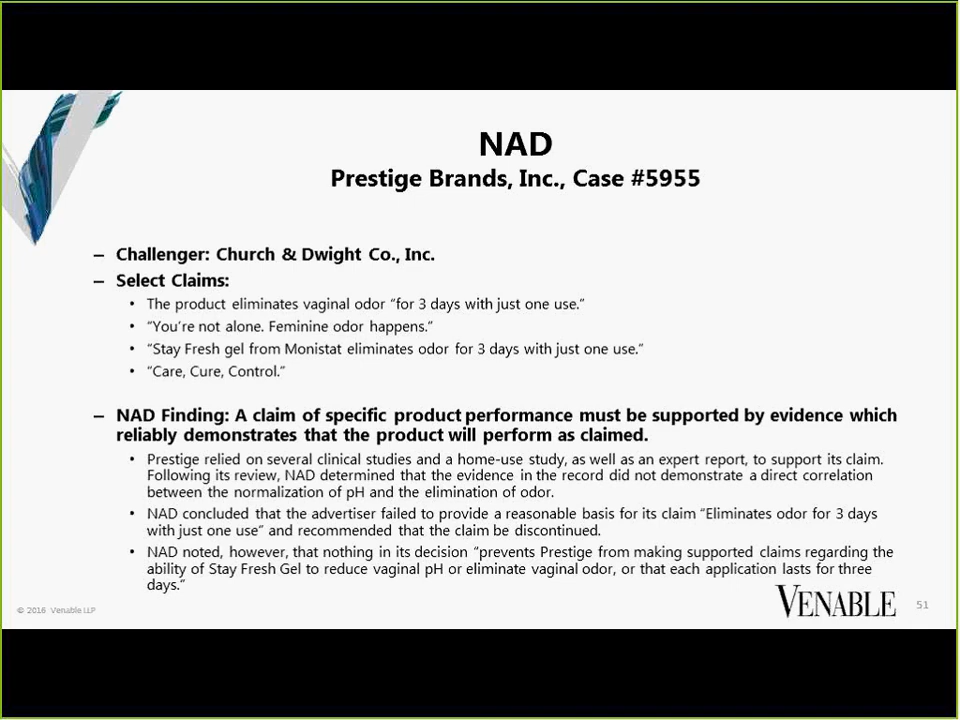 NAD
Prestige Brands, Inc., Case #5955
– Challenger: Church & Dwight Co., Inc.
– Select Claims:
• The product eliminates vaginal odor “for 3 days with just one use.”
• “You’re not alone. Feminine odor happens.”
• “Stay Fresh gel from Monistat eliminates odor for 3 days with just one use.”
• “Care, Cure, Control.”
– NAD Finding: A claim of specific product performance must be supported by evidence which
reliably demonstrates that the product will perform as claimed.
• Prestige relied on several clinical studies and a home-use study, as well as an expert report, to support its claim.
Following its review, NAD determined that the evidence in the record did not demonstrate a direct correlation
between the normalization of pH and the elimination of odor.
• NAD concluded that the advertiser failed to provide a reasonable basis for its claim “Eliminates odor for 3 days
with just one use” and recommended that the claim be discontinued.
• NAD noted, however, that nothing in its decision “prevents Prestige from making supported claims regarding the
ability of Stay Fresh Gel to reduce vaginal pH or eliminate vaginal odor, or that each application lasts for three
days.”
© 2016 Venable LLP
VENABLE
51